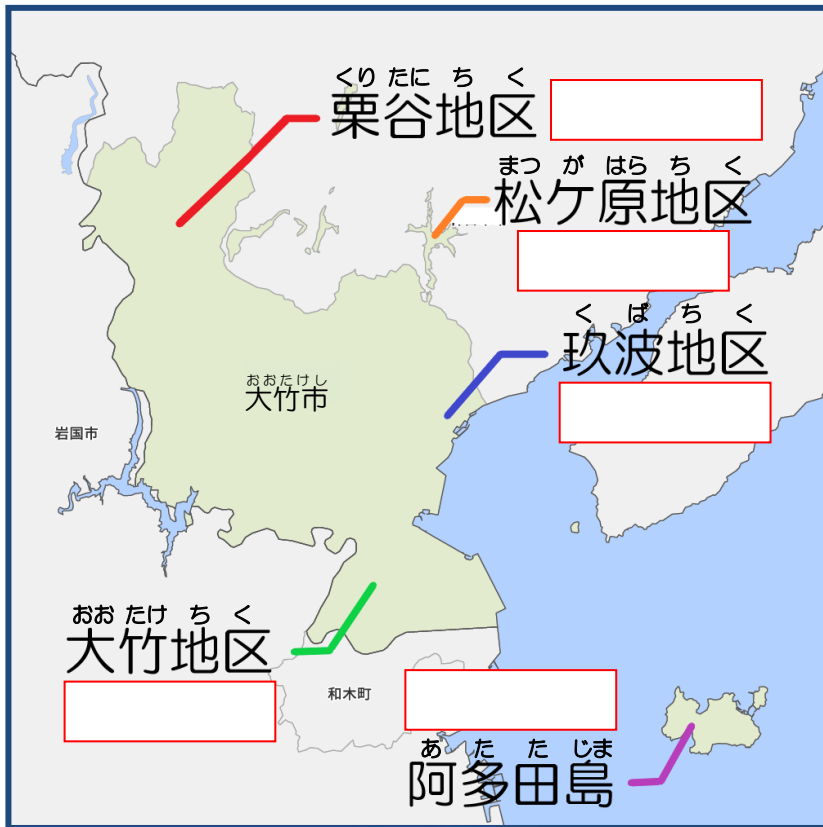 くりたにちく
栗谷地区
まつがはらちく
松ケ原地区
くばちく
玖波地区
おおたけし
大竹市
岩国市
おおたけちく
大竹地区
和木町
あたたじま
阿多田島